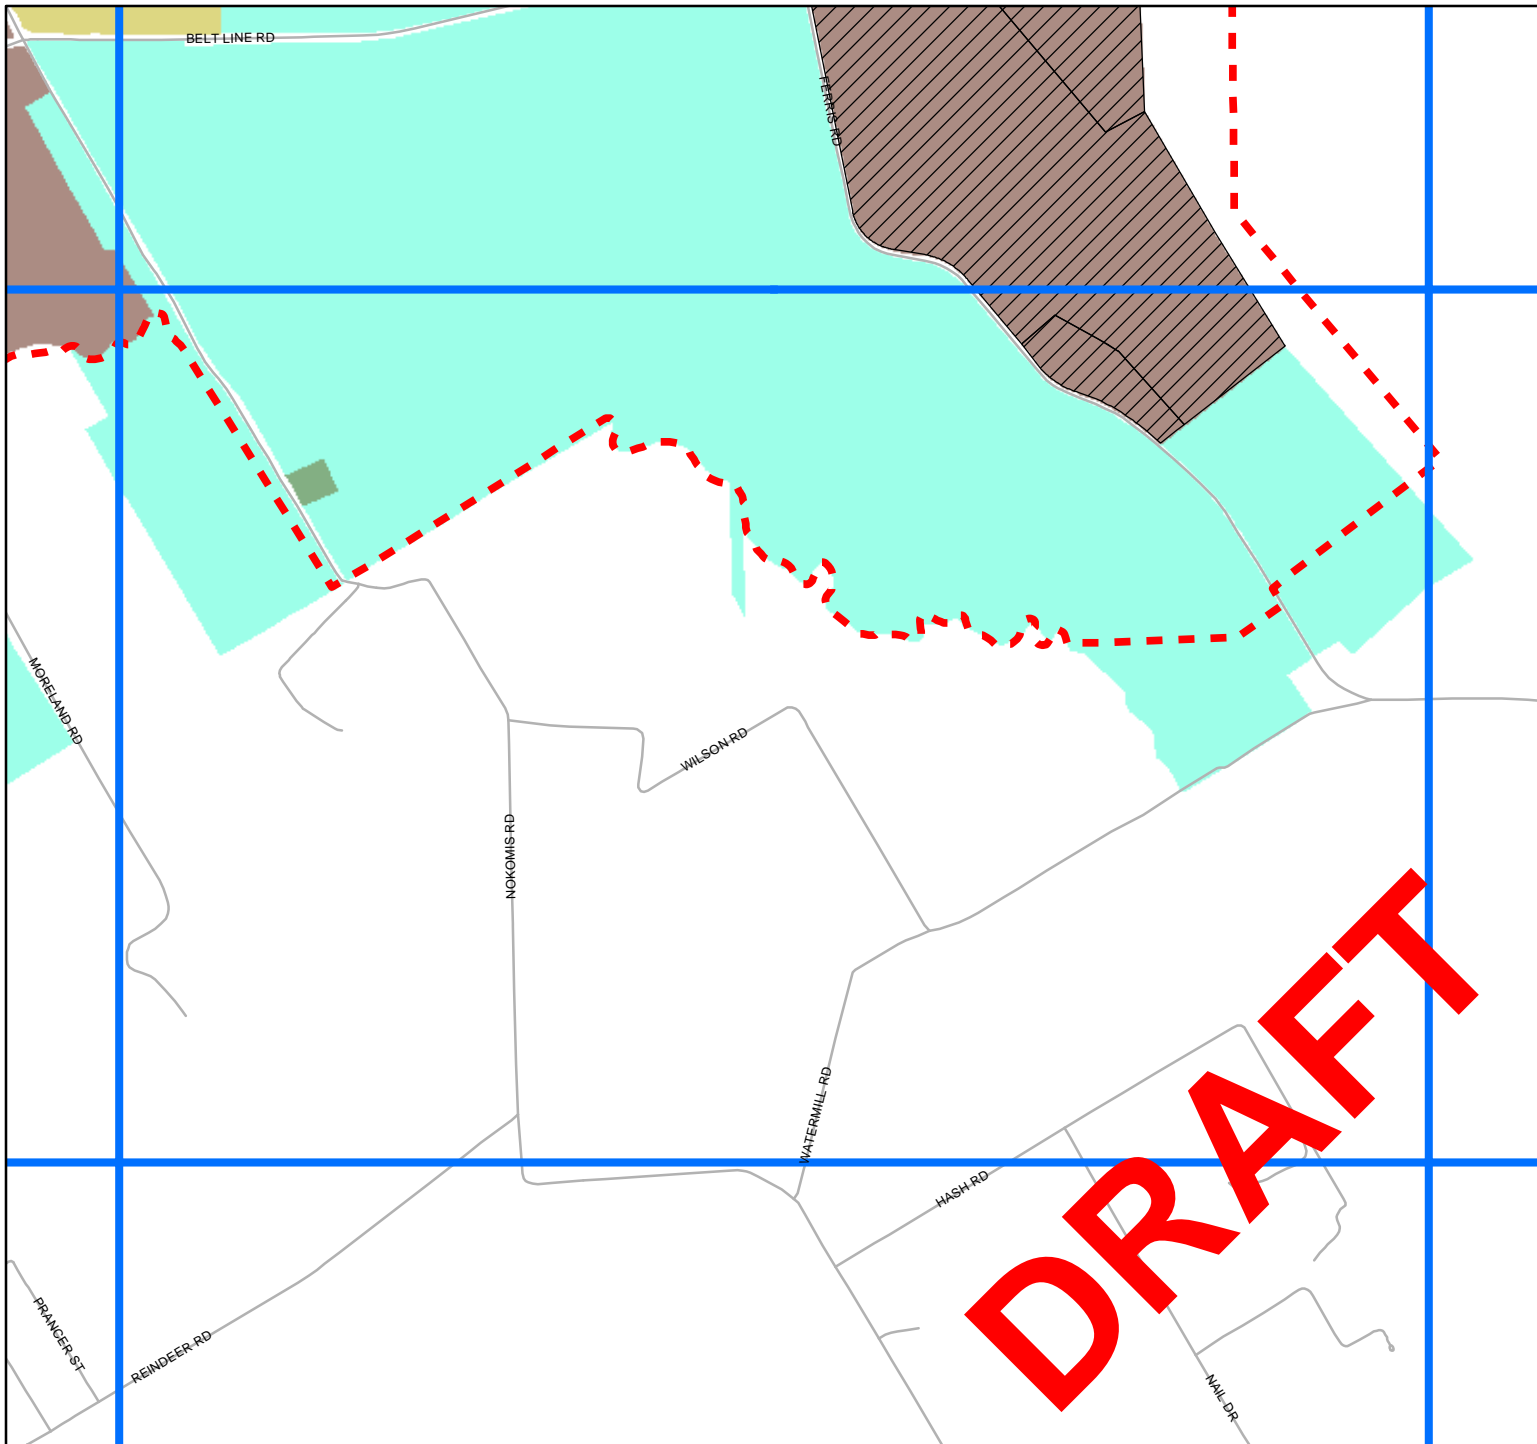 BELT LINE RD
FERRIS RD
MORELAND RD
WILSON RD
NOKOMIS RD
WATERMILL RD
HASH RD
DRAFT
PRANCER ST
REINDEER RD
NAIL DR